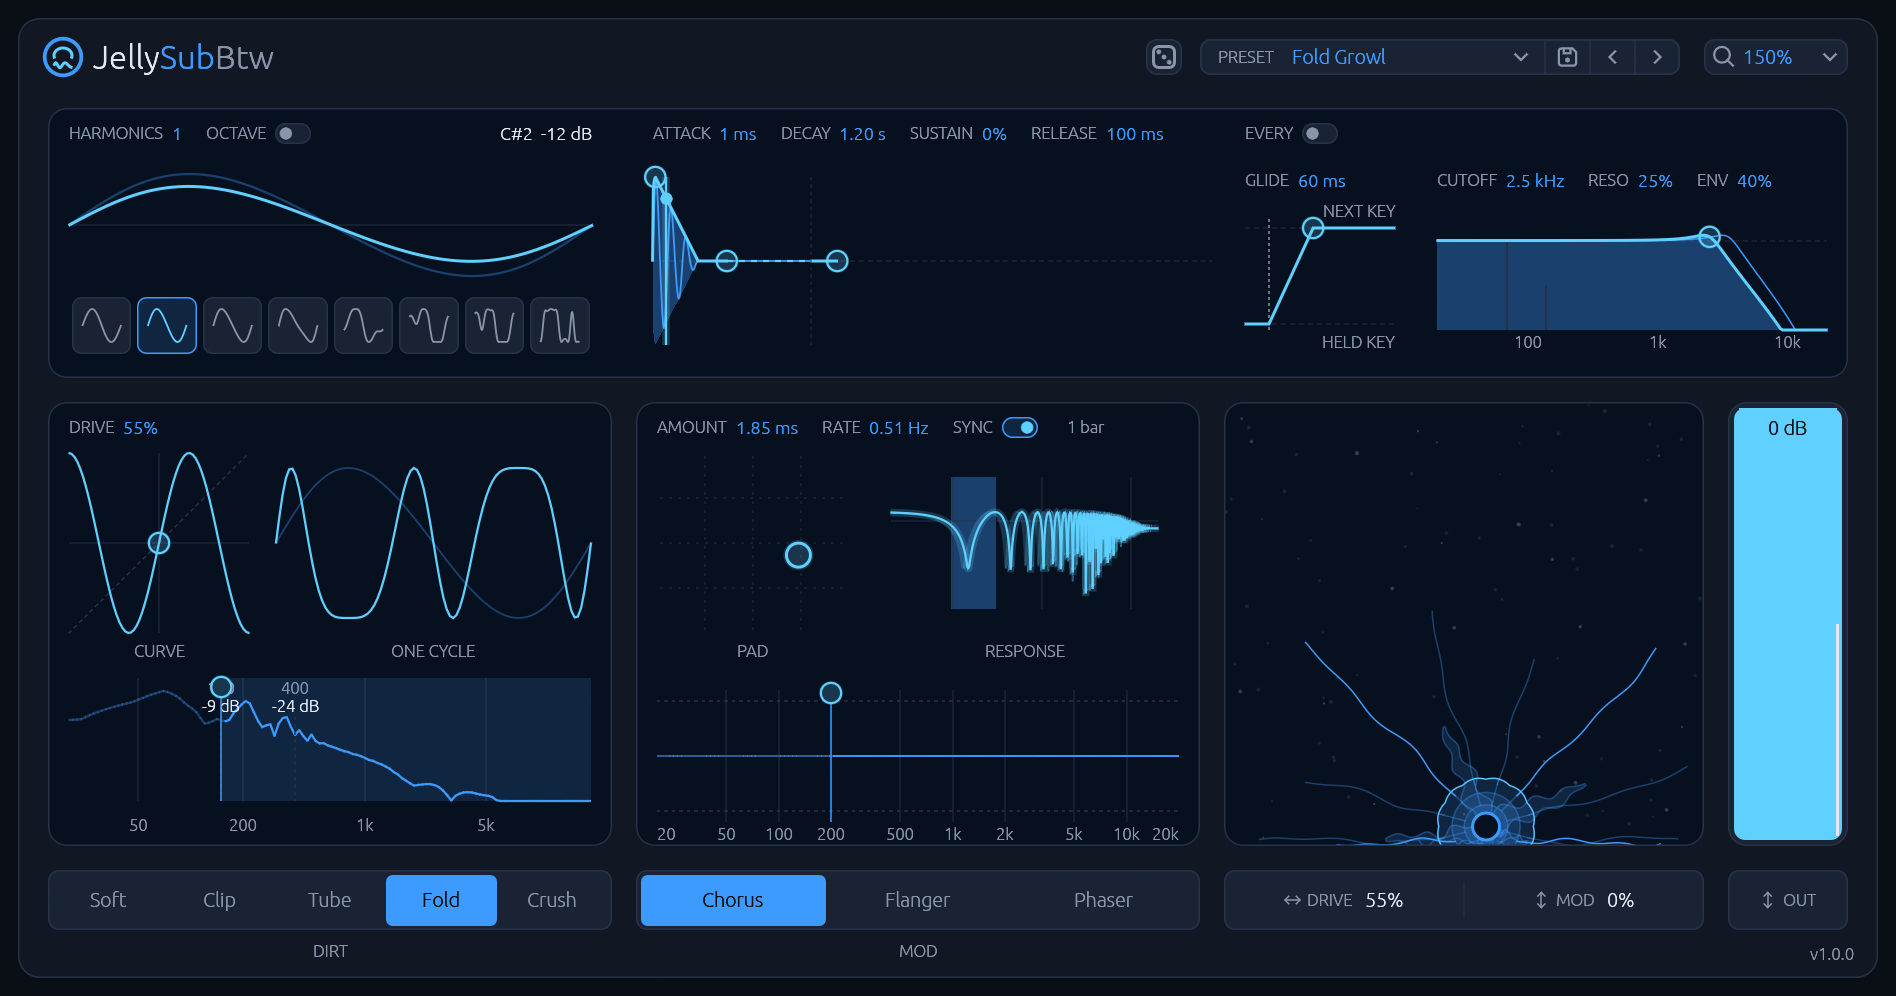 JellySubBtw
PRESET Fold Growl
150%
HARMONICS 1 OCTAVE C#2 -12 dB
ATTACK 1 ms DECAY 1.20 s SUSTAIN 0% RELEASE 100 ms
EVERY
GLIDE 60 ms
NEXT KEY
HELD KEY
CUTOFF 2.5 kHz RESO 25% ENV 40%
100 1k 10k
DRIVE 55%
CURVE ONE CYCLE
400
-9 dB -24 dB
50 200 1k 5k
AMOUNT 1.85 ms RATE 0.51 Hz SYNC 1 bar
PAD RESPONSE
20 50 100 200 500 1k 2k 5k 10k 20k
0 dB
Soft Clip Tube Fold Crush
DIRT
Chorus Flanger Phaser
MOD
DRIVE 55% MOD 0%
OUT
v1.0.0